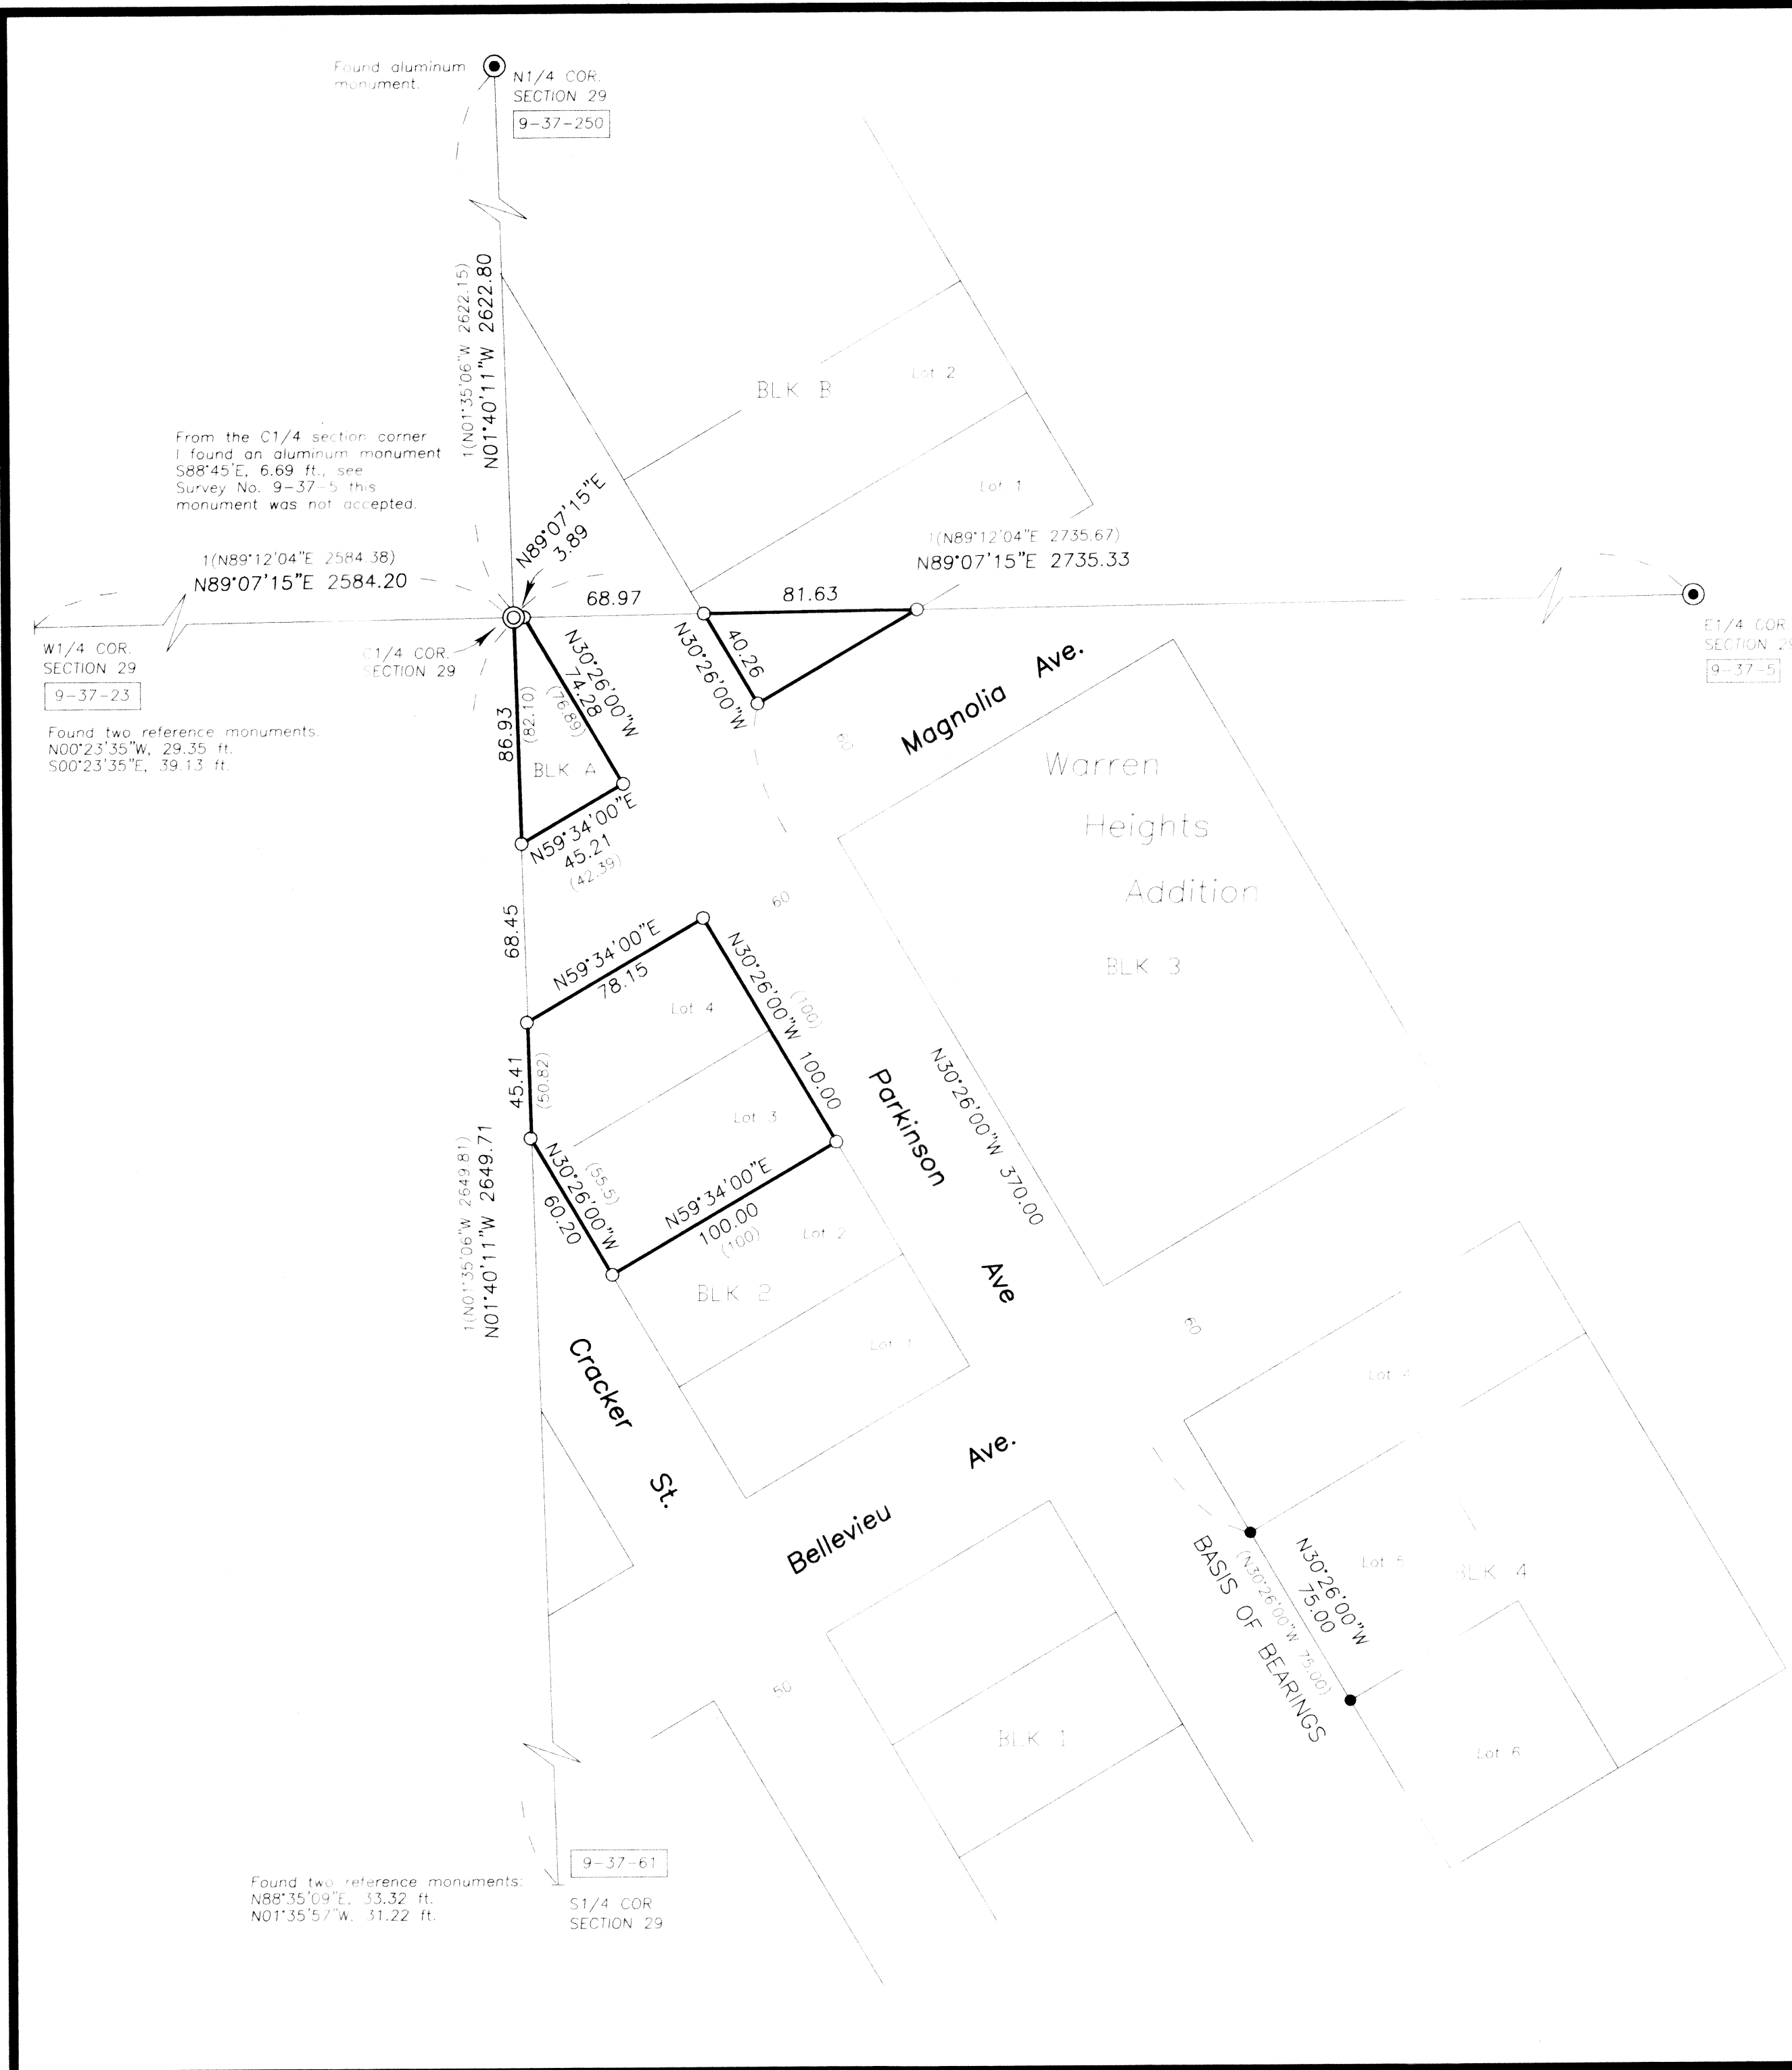 Found aluminum
monument.
N1/4 COR.
SECTION 29
9-37-250
1(N01°35'06"W 2622.15)
N01°40'11"W 2622.80
BLK B
Lot 2
Lot 1
From the C1/4 section corner
I found an aluminum monument
S88°45'E, 6.69 ft., see
Survey No. 9-37-5 this
monument was not accepted.
N89°07'15"E
3.89
1(N89°12'04"E 2584.38)
N89°07'15"E 2584.20
1(N89°12'04"E 2735.67)
N89°07'15"E 2735.33
68.97
81.63
W1/4 COR.
SECTION 29
9-37-23
C1/4 COR.
SECTION 29
E1/4 COR
SECTION 29
9-37-5
Found two reference monuments.
N00°23'35"W, 29.35 ft.
S00°23'35"E, 39.13 ft.
N30°26'00"W
74.28
(76.89)
40.26
N30°26'00"W
86.93
(82.10)
BLK A
N59°34'00"E
45.21
(42.39)
Magnolia Ave.
60
Warren
Heights
Addition
BLK 3
68.45
60
N59°34'00"E
78.15
Lot 4
N30°26'00"W 100.00
(100)
45.41
(50.82)
Lot 3
Parkinson Ave
N30°26'00"W 370.00
1(N01°35'06"W 2649.81)
N01°40'11"W 2649.71
N30°26'00"W
60.20
(55.5)
N59°34'00"E
100.00
(100)
Lot 2
BLK 2
Lot 1
Cracker St.
60
Lot 4
Bellevieu Ave.
BASIS OF BEARINGS
(N30°26'00"W 75.00)
N30°26'00"W
75.00
Lot 5
BLK 4
50
BLK 1
Lot 6
9-37-61
Found two reference monuments:
N88°35'09"E, 33.32 ft.
N01°35'57"W, 31.22 ft.
S1/4 COR
SECTION 29